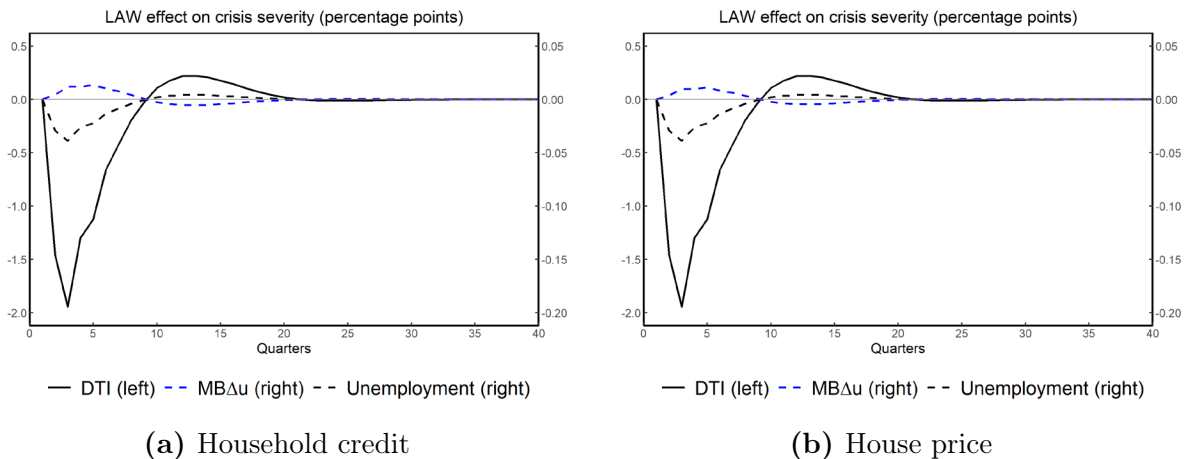 LAW effect on crisis severity (percentage points)
0.5
0.0
-0.5
-1.0
-1.5
-2.0
0.05
0.00
-0.05
-0.10
-0.15
-0.20
0 5 10 15 20 25 30 35 40
Quarters
DTI (left) MBΔu (right) Unemployment (right)
(a) Household credit
LAW effect on crisis severity (percentage points)
0.5
0.0
-0.5
-1.0
-1.5
-2.0
0.05
0.00
-0.05
-0.10
-0.15
-0.20
0 5 10 15 20 25 30 35 40
Quarters
DTI (left) MBΔu (right) Unemployment (right)
(b) House price